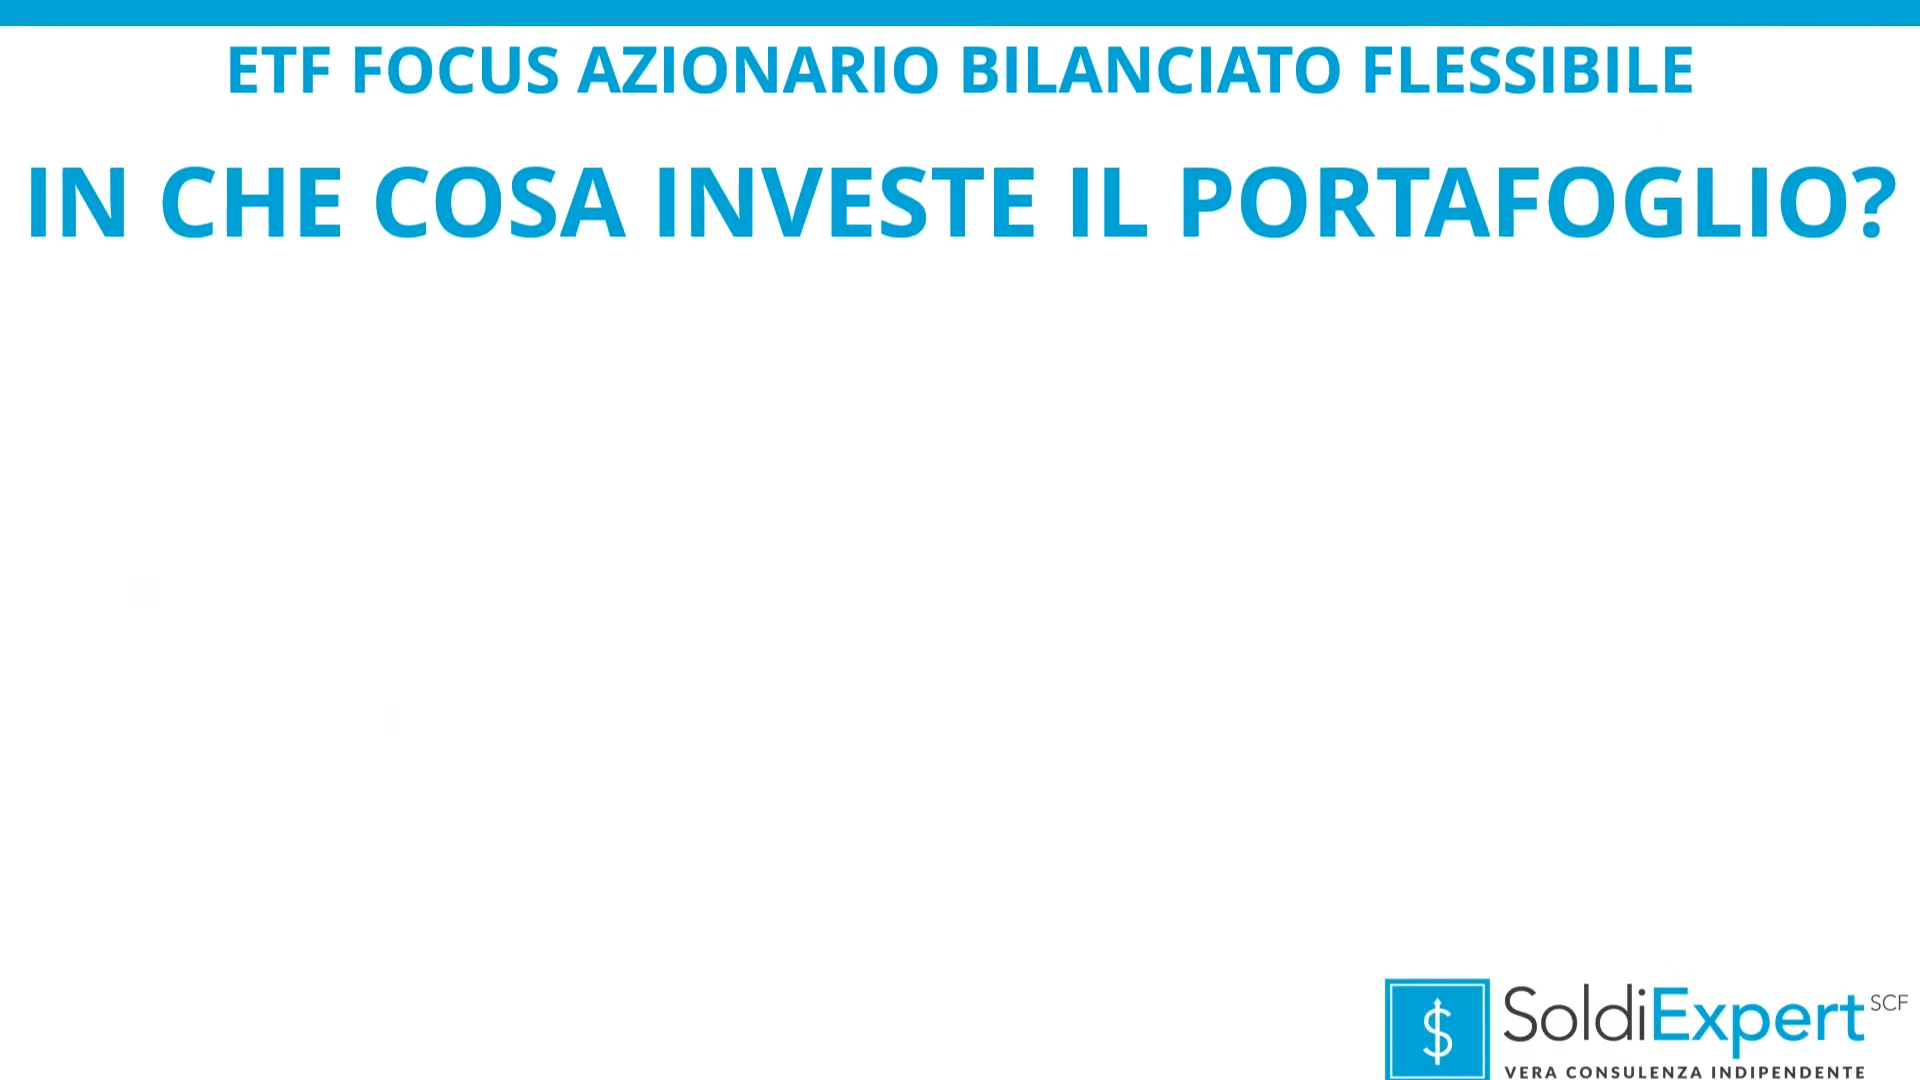 ETF FOCUS AZIONARIO BILANCIATO FLESSIBILE
IN CHE COSA INVESTE IL PORTAFOGLIO?
SoldiExpert SCF
VERA CONSULENZA INDIPENDENTE